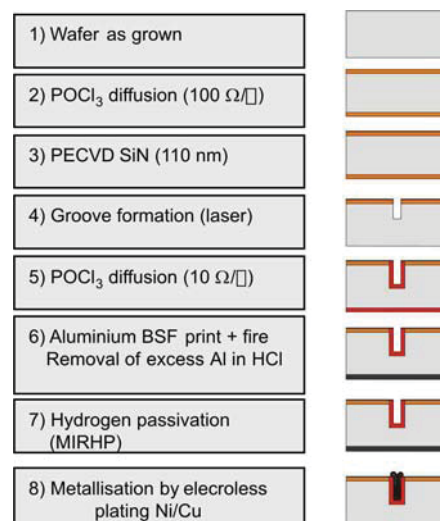 1) Wafer as grown
2) POCl₃ diffusion (100 Ω/□)
3) PECVD SiN (110 nm)
4) Groove formation (laser)
5) POCl₃ diffusion (10 Ω/□)
6) Aluminium BSF print + fire
Removal of excess Al in HCl
7) Hydrogen passivation
(MIRHP)
8) Metallisation by elecroless
plating Ni/Cu